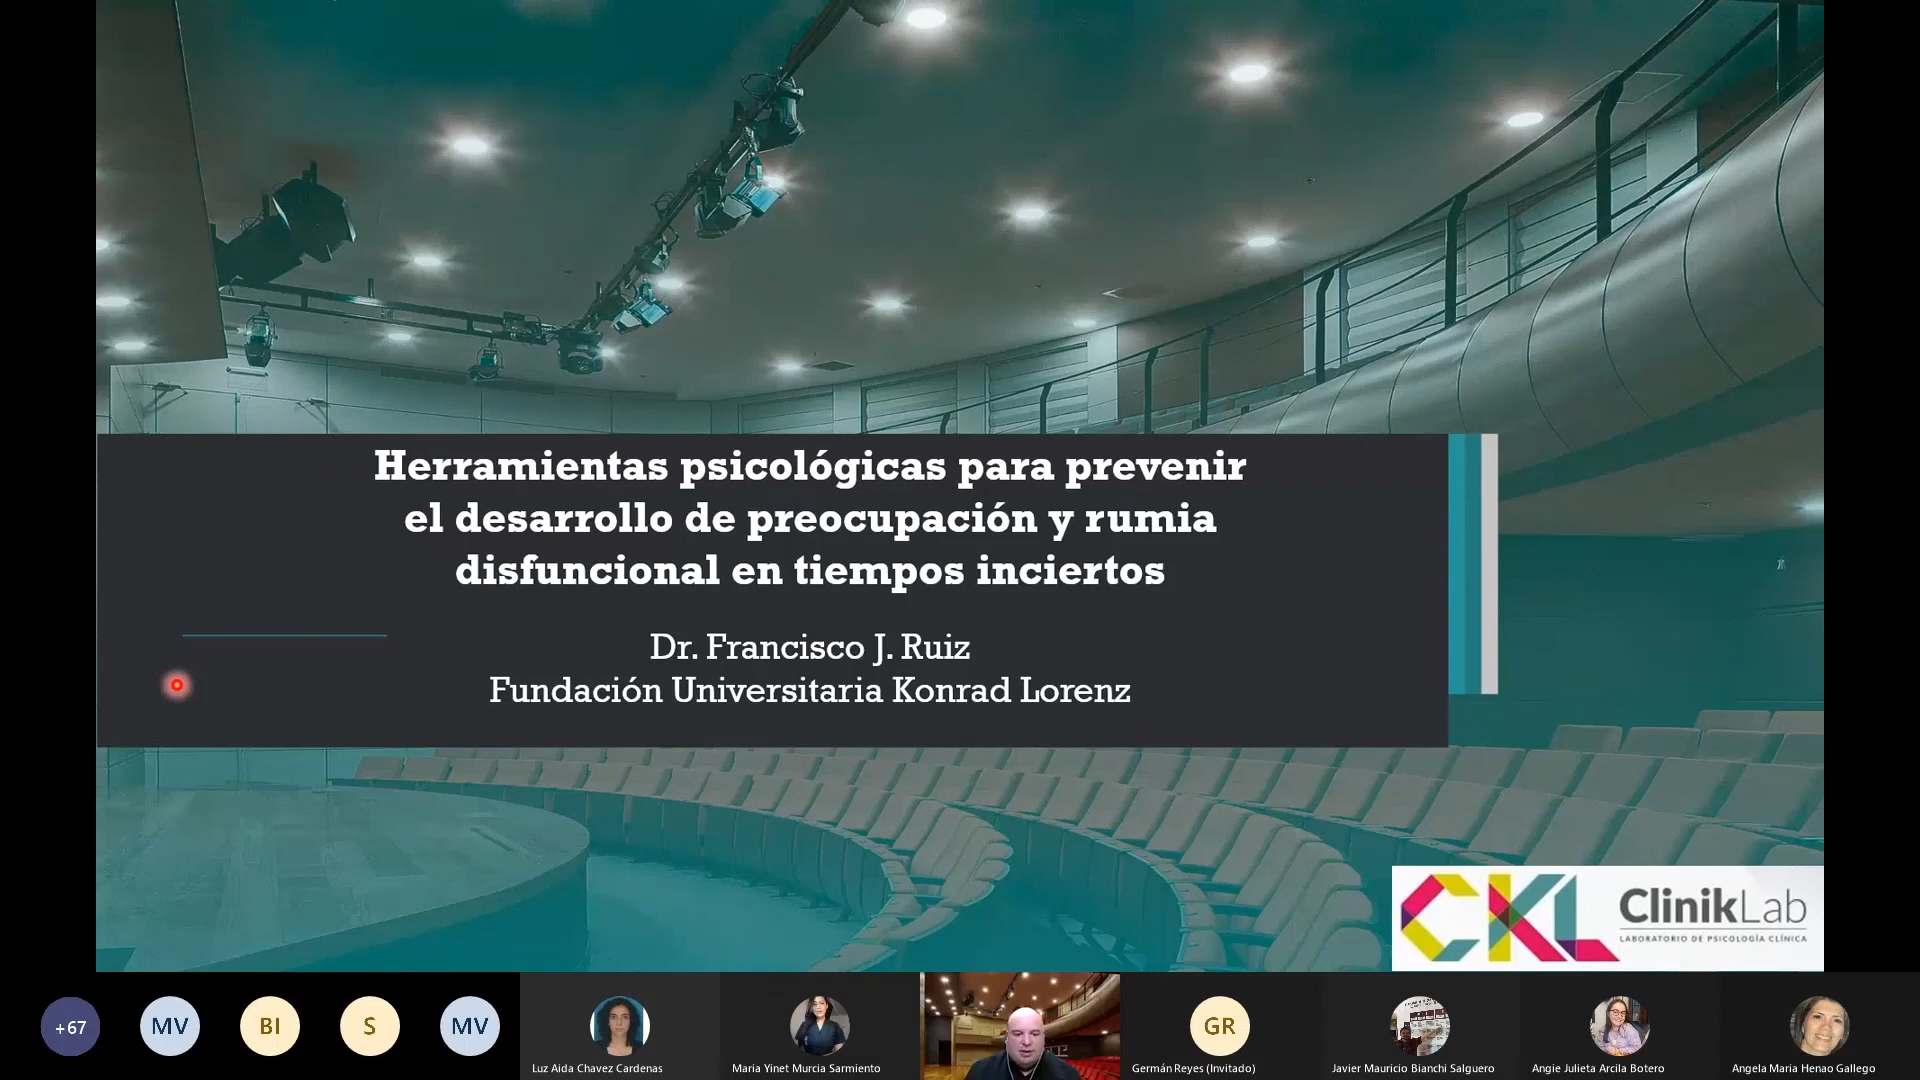 Herramientas psicológicas para prevenir
el desarrollo de preocupación y rumia
disfuncional en tiempos inciertos
Dr. Francisco J. Ruiz
Fundación Universitaria Konrad Lorenz
CKL
ClinikLab
LABORATORIO DE PSICOLOGÍA CLÍNICA
+67
MV
BI
S
MV
Luz Aida Chavez Cardenas
Maria Yinet Murcia Sarmiento
GR
Germán Reyes (Invitado)
Javier Mauricio Bianchi Salguero
Angie Julieta Arcila Botero
Angela Maria Henao Gallego